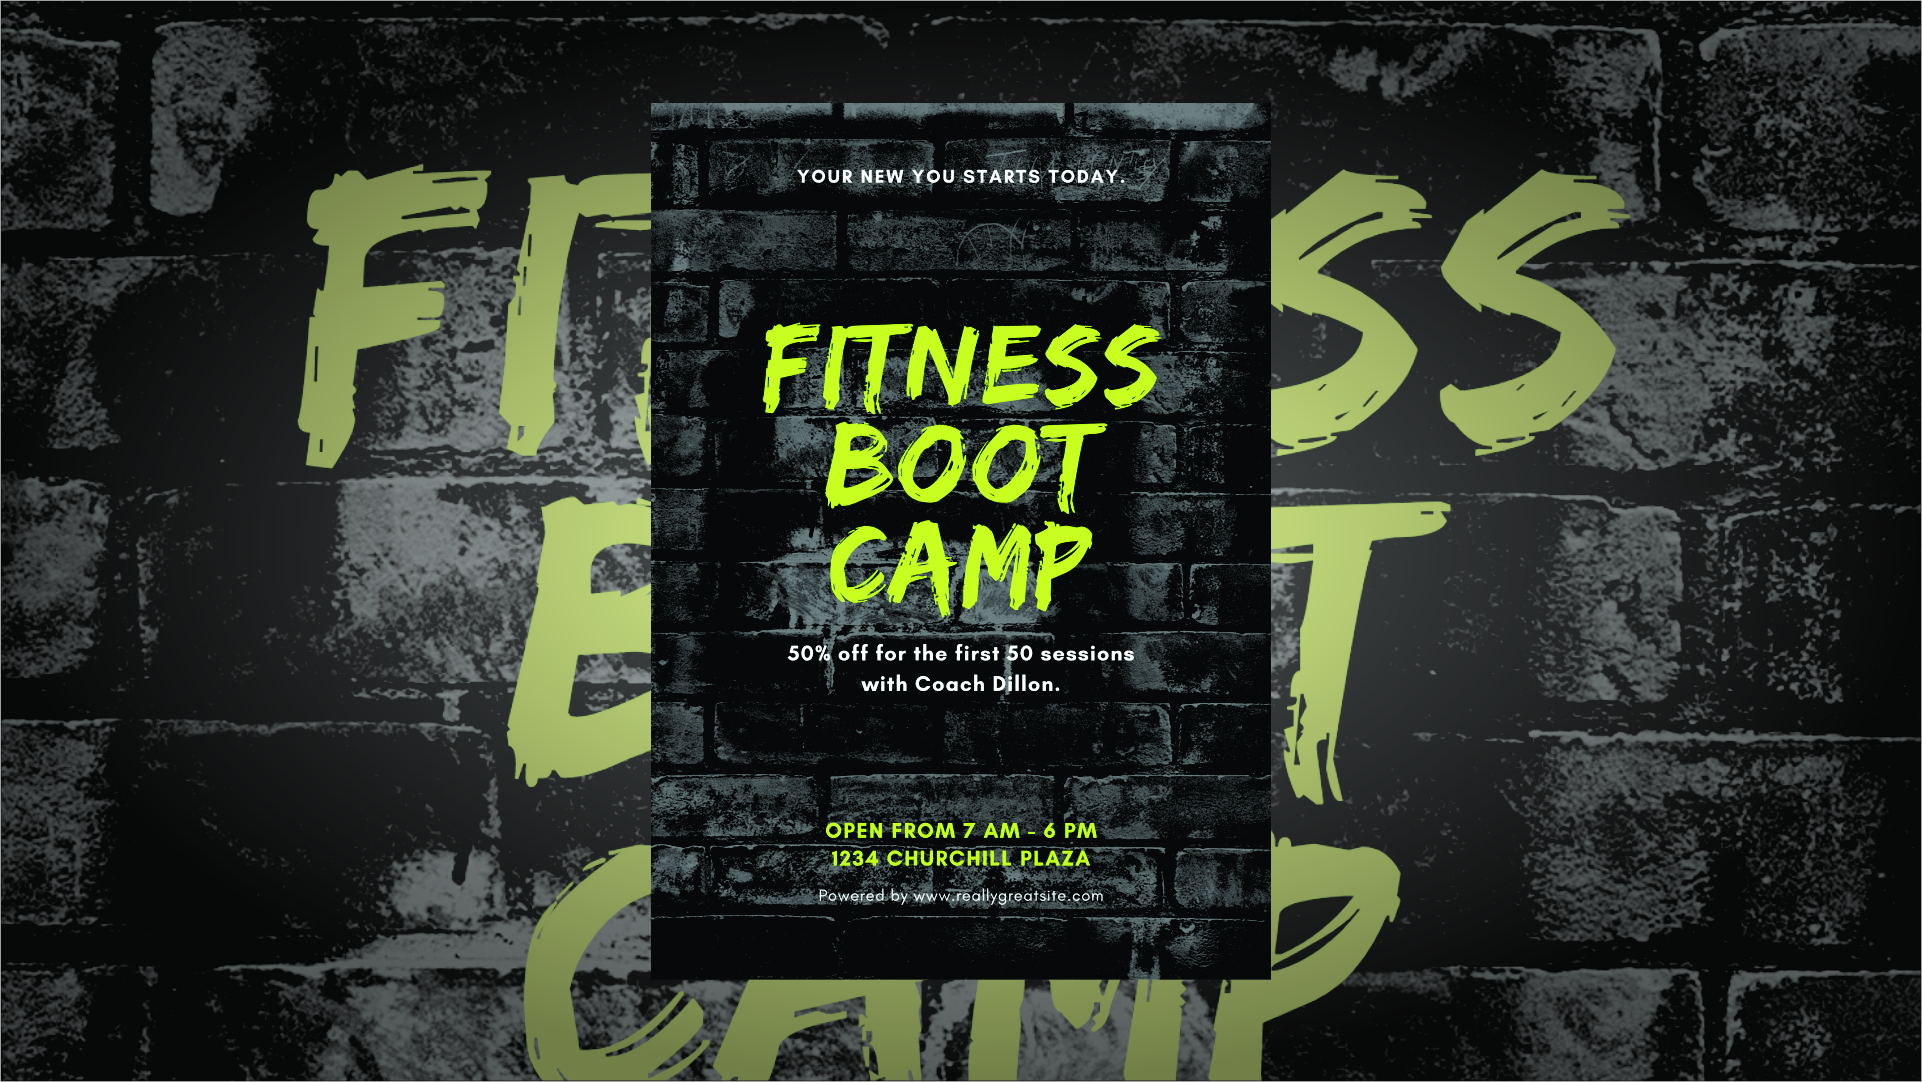 YOUR NEW YOU STARTS TODAY.
FITNESS
BOOT
CAMP
50% off for the first 50 sessions
with Coach Dillon.
OPEN FROM 7 AM - 6 PM
1234 CHURCHILL PLAZA
Powered by www.reallygreatsite.com